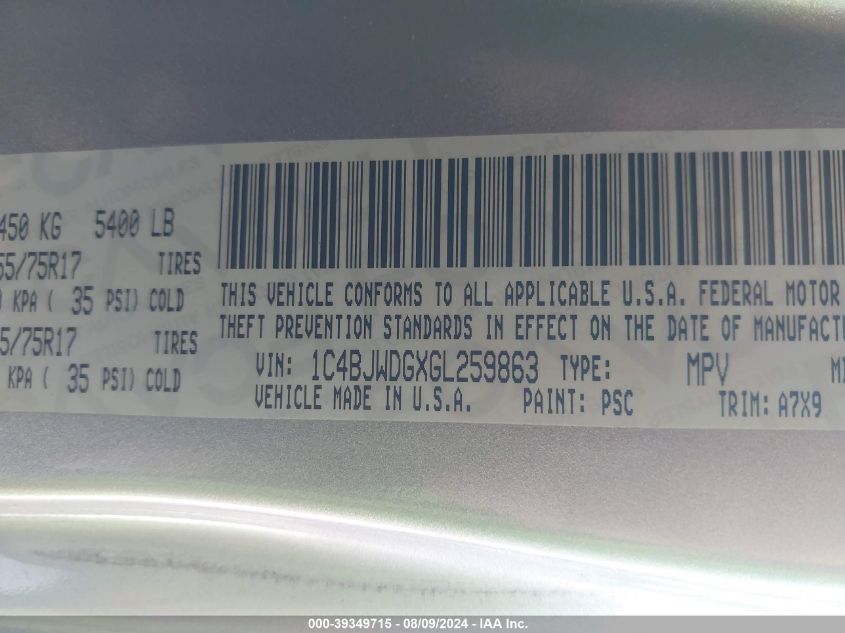 450 KG 5400 LB
55/75R17 TIRES
0 KPA ( 35 PSI) COLD
5/75R17 TIRES
KPA ( 35 PSI) COLD
THIS VEHICLE CONFORMS TO ALL APPLICABLE U.S.A. FEDERAL MOTOR
THEFT PREVENTION STANDARDS IN EFFECT ON THE DATE OF MANUFACTU
VIN: 1C4BJWDGXGL259863 TYPE: MPV
VEHICLE MADE IN U.S.A. PAINT: PSC TRIM: A7X9
000-39349715 - 08/09/2024 - IAA Inc.